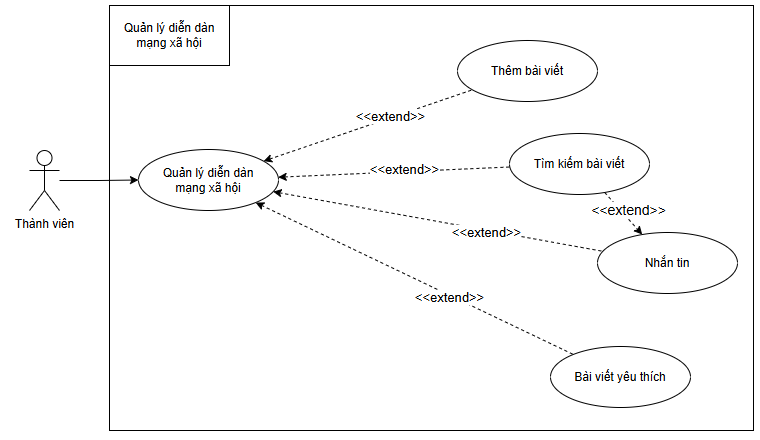 Quản lý diễn dàn
mạng xã hội
Thêm bài viết
<<extend>>
Tìm kiếm bài viết
<<extend>>
Quản lý diễn dàn
mạng xã hội
<<extend>>
Thành viên
<<extend>>
Nhắn tin
<<extend>>
Bài viết yêu thích